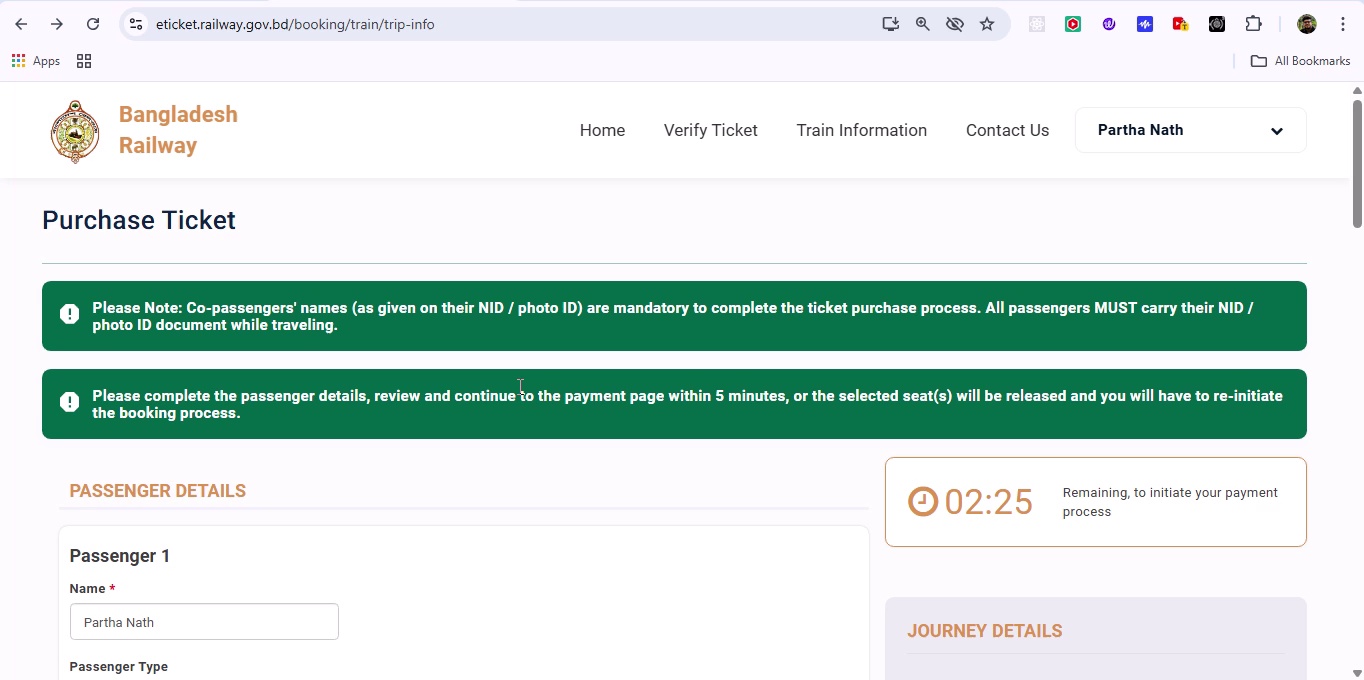 eticket.railway.gov.bd/booking/train/trip-info
Apps
All Bookmarks
Bangladesh
Railway
Home
Verify Ticket
Train Information
Contact Us
Partha Nath
Purchase Ticket
Please Note: Co-passengers' names (as given on their NID / photo ID) are mandatory to complete the ticket purchase process. All passengers MUST carry their NID /
photo ID document while traveling.
Please complete the passenger details, review and continue to the payment page within 5 minutes, or the selected seat(s) will be released and you will have to re-initiate
the booking process.
PASSENGER DETAILS
02:25
Remaining, to initiate your payment
process
Passenger 1
Name *
Partha Nath
Passenger Type
JOURNEY DETAILS